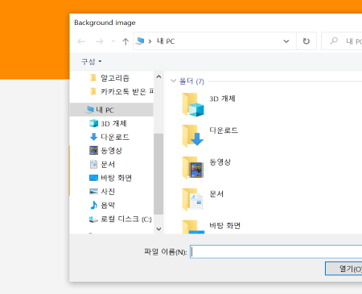 Background image
내 PC
내 PC
구성
알고리즘
카카오톡 받은 파
폴더 (7)
내 PC
3D 개체
다운로드
동영상
문서
바탕 화면
사진
음악
로컬 디스크 (C:)
3D 개체
다운로드
동영상
문서
바탕 화면
파일 이름(N):
열기(O)